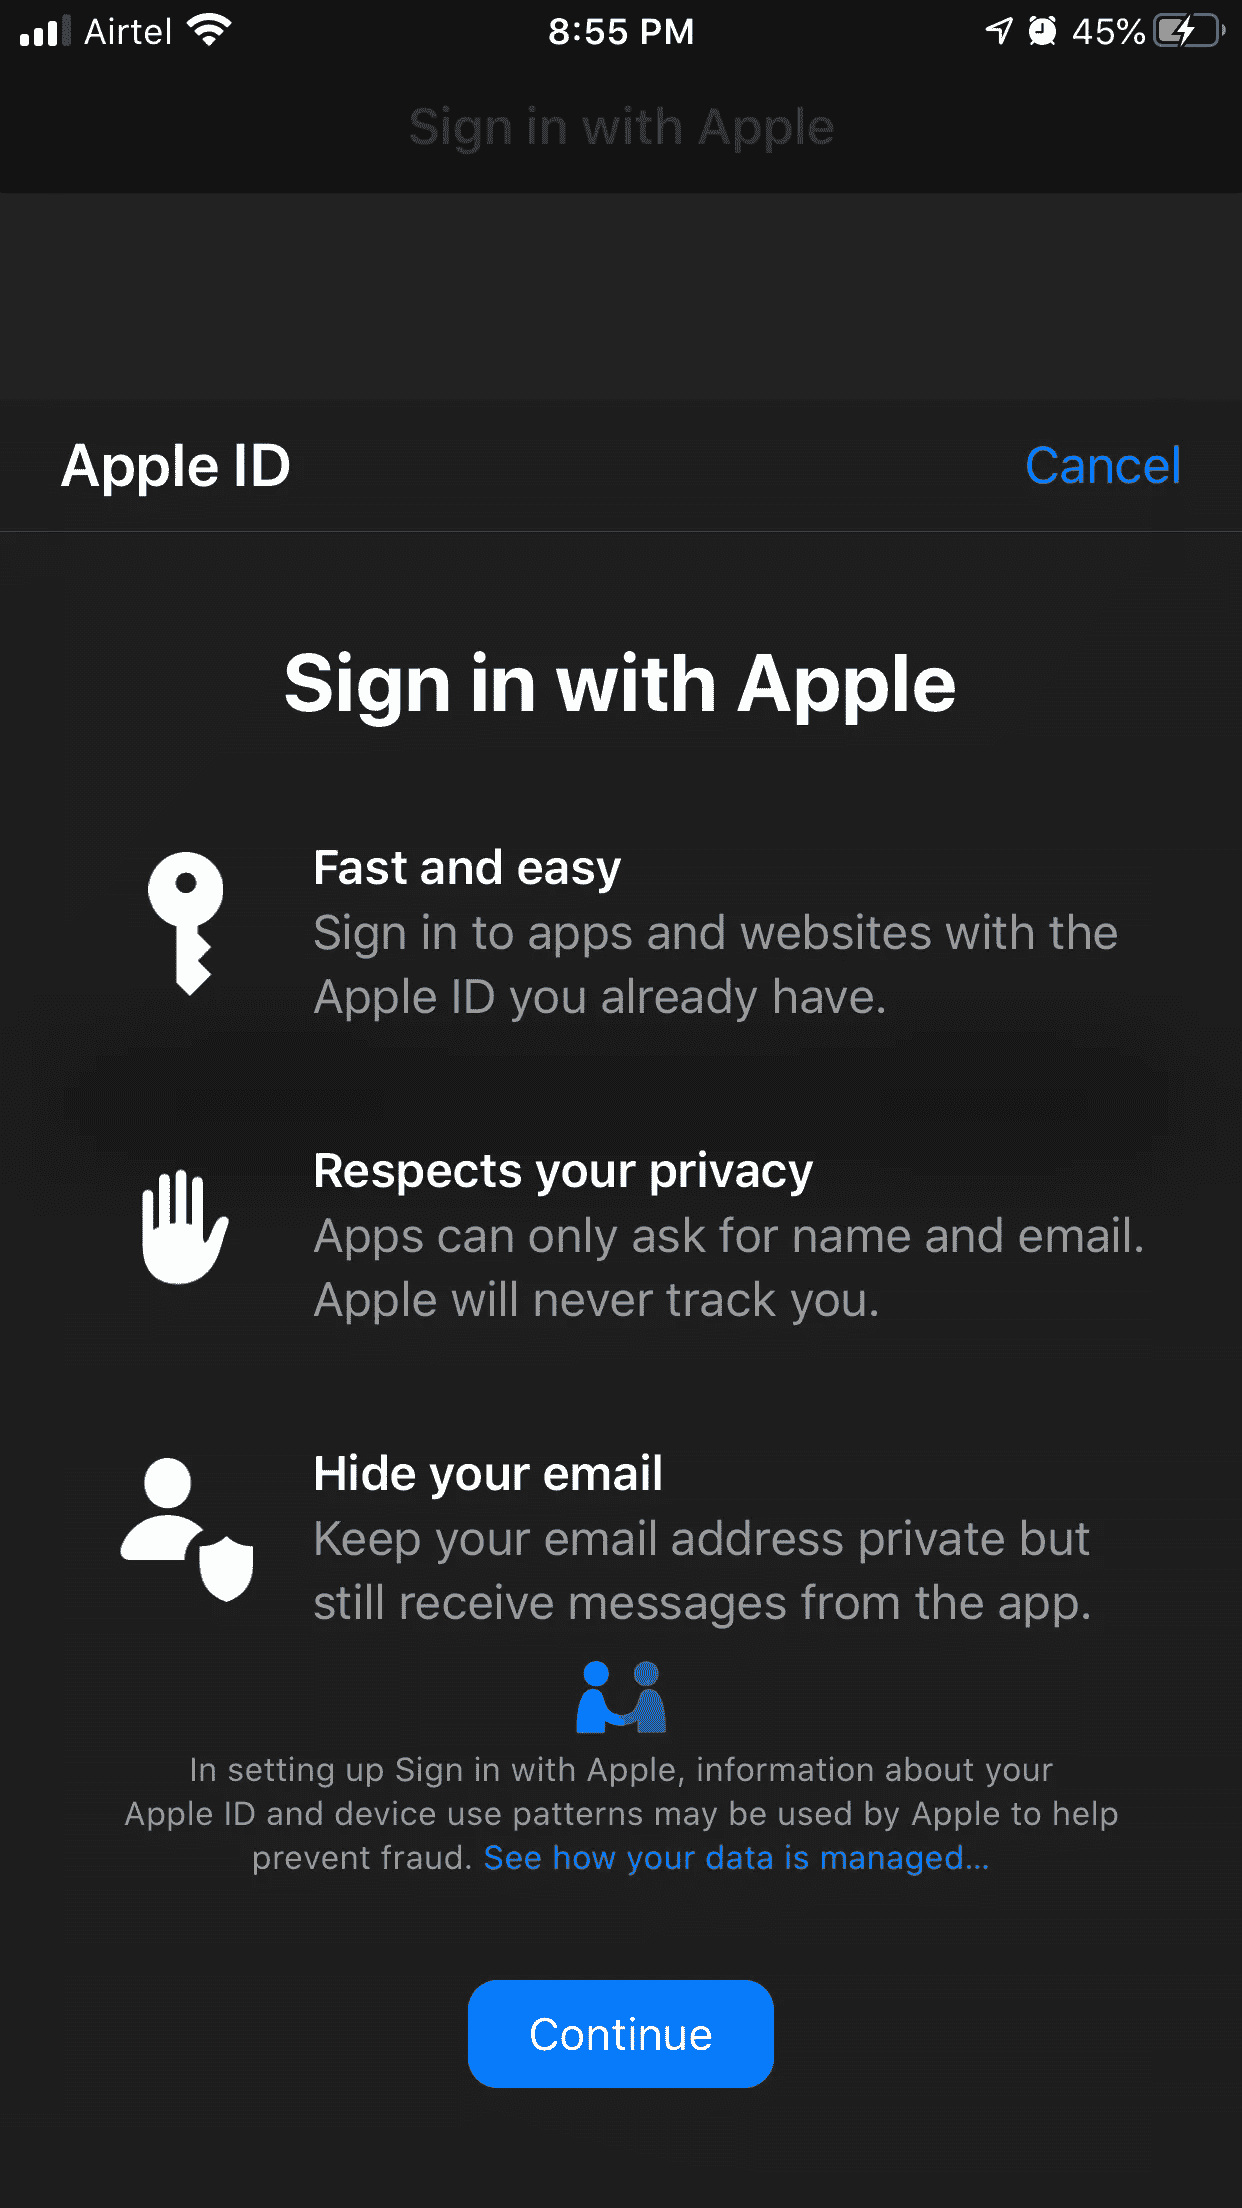 Airtel 8:55 PM 45%
Sign in with Apple
Apple ID Cancel
Sign in with Apple
Fast and easy
Sign in to apps and websites with the
Apple ID you already have.
Respects your privacy
Apps can only ask for name and email.
Apple will never track you.
Hide your email
Keep your email address private but
still receive messages from the app.
In setting up Sign in with Apple, information about your
Apple ID and device use patterns may be used by Apple to help
prevent fraud. See how your data is managed...
Continue